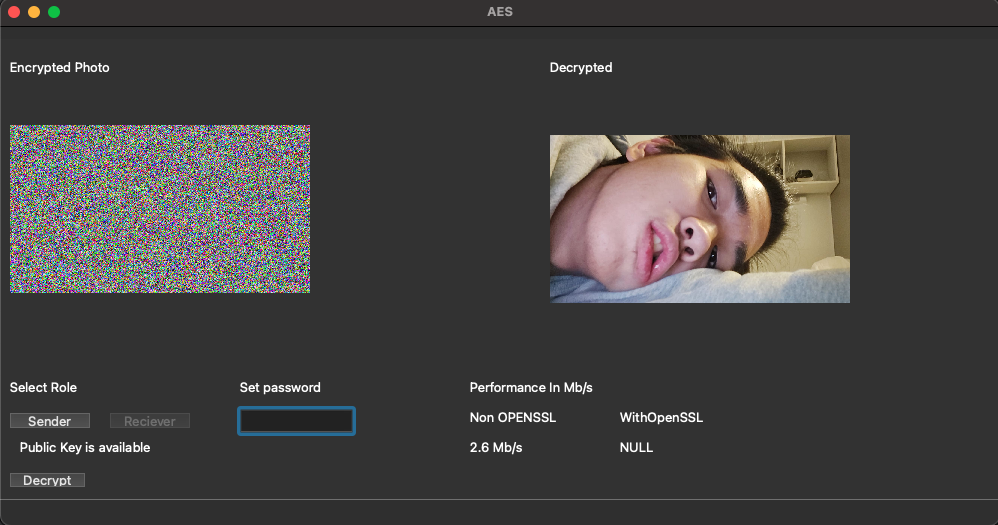 AES
Encrypted Photo
Decrypted
Select Role
Set password
Performance In Mb/s
Sender
Reciever
Non OPENSSL
WithOpenSSL
Public Key is available
2.6 Mb/s
NULL
Decrypt